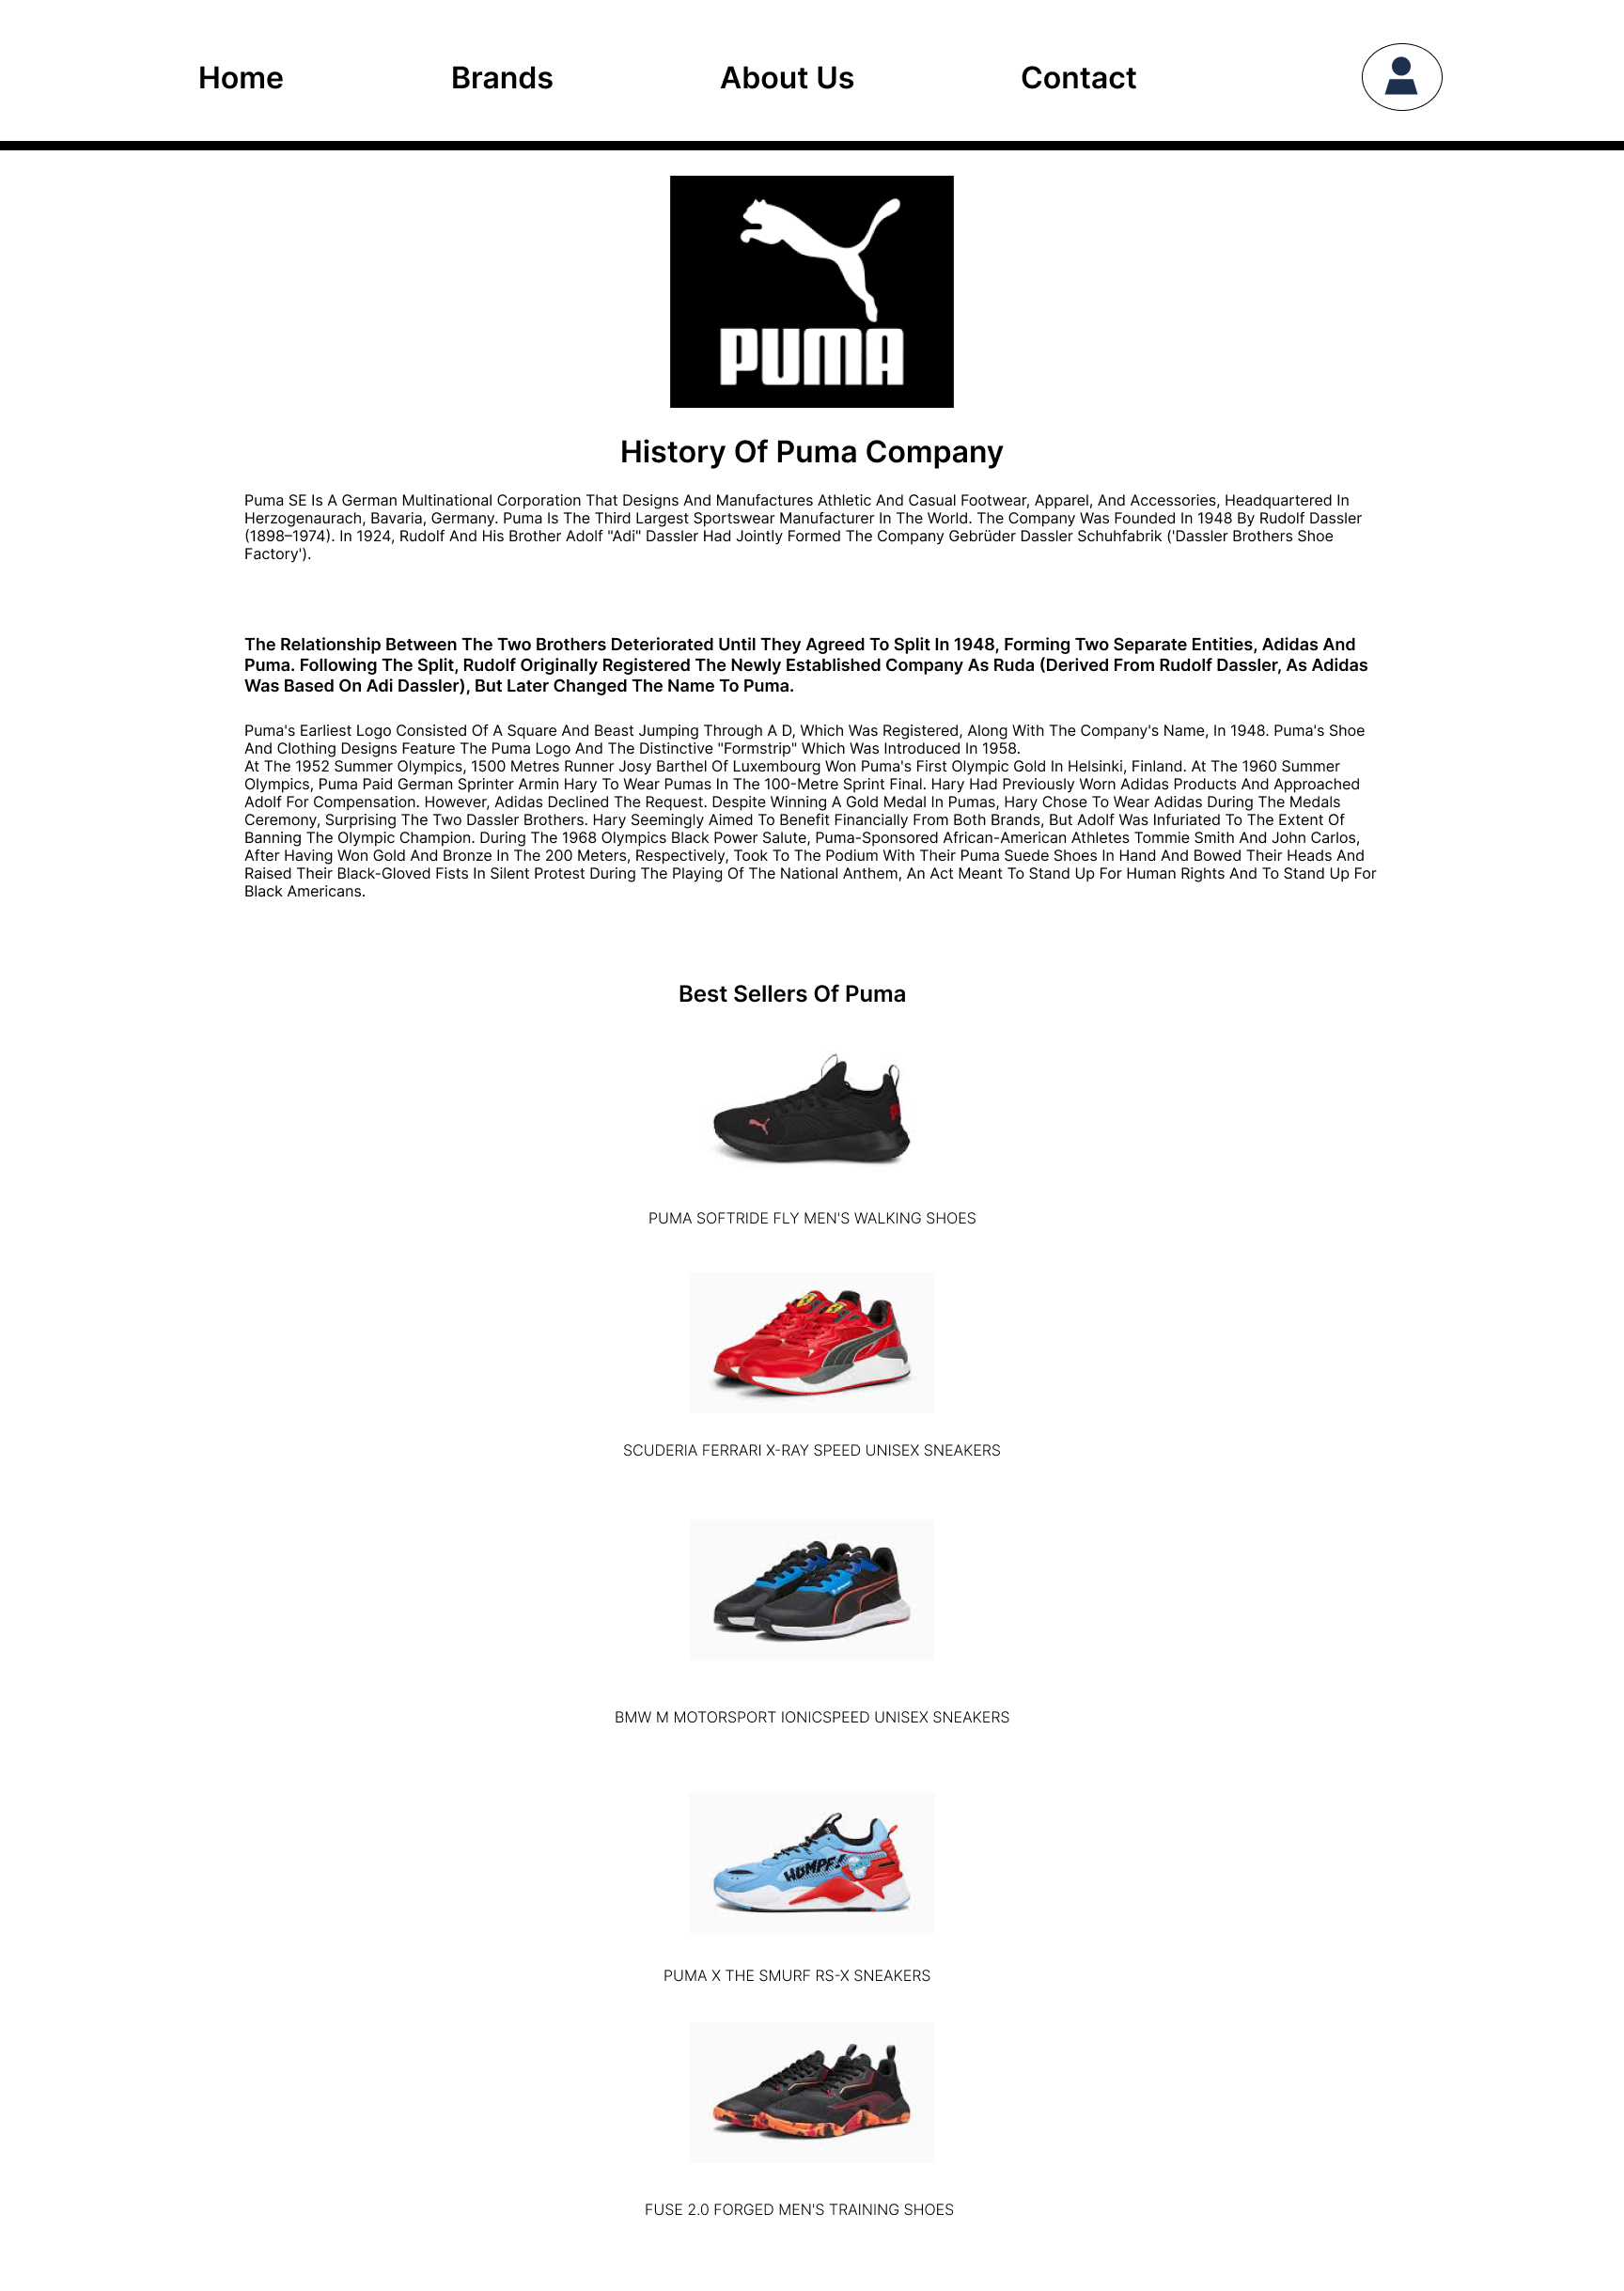 Home Brands About Us Contact
PUMA
History Of Puma Company
Puma SE Is A German Multinational Corporation That Designs And Manufactures Athletic And Casual Footwear, Apparel, And Accessories, Headquartered In
Herzogenaurach, Bavaria, Germany. Puma Is The Third Largest Sportswear Manufacturer In The World. The Company Was Founded In 1948 By Rudolf Dassler
(1898–1974). In 1924, Rudolf And His Brother Adolf "Adi" Dassler Had Jointly Formed The Company Gebrüder Dassler Schuhfabrik ('Dassler Brothers Shoe
Factory').
The Relationship Between The Two Brothers Deteriorated Until They Agreed To Split In 1948, Forming Two Separate Entities, Adidas And
Puma. Following The Split, Rudolf Originally Registered The Newly Established Company As Ruda (Derived From Rudolf Dassler, As Adidas
Was Based On Adi Dassler), But Later Changed The Name To Puma.
Puma's Earliest Logo Consisted Of A Square And Beast Jumping Through A D, Which Was Registered, Along With The Company's Name, In 1948. Puma's Shoe
And Clothing Designs Feature The Puma Logo And The Distinctive "Formstrip" Which Was Introduced In 1958.
At The 1952 Summer Olympics, 1500 Metres Runner Josy Barthel Of Luxembourg Won Puma's First Olympic Gold In Helsinki, Finland. At The 1960 Summer
Olympics, Puma Paid German Sprinter Armin Hary To Wear Pumas In The 100-Metre Sprint Final. Hary Had Previously Worn Adidas Products And Approached
Adolf For Compensation. However, Adidas Declined The Request. Despite Winning A Gold Medal In Pumas, Hary Chose To Wear Adidas During The Medals
Ceremony, Surprising The Two Dassler Brothers. Hary Seemingly Aimed To Benefit Financially From Both Brands, But Adolf Was Infuriated To The Extent Of
Banning The Olympic Champion. During The 1968 Olympics Black Power Salute, Puma-Sponsored African-American Athletes Tommie Smith And John Carlos,
After Having Won Gold And Bronze In The 200 Meters, Respectively, Took To The Podium With Their Puma Suede Shoes In Hand And Bowed Their Heads And
Raised Their Black-Gloved Fists In Silent Protest During The Playing Of The National Anthem, An Act Meant To Stand Up For Human Rights And To Stand Up For
Black Americans.
Best Sellers Of Puma
PUMA SOFTRIDE FLY MEN'S WALKING SHOES
SCUDERIA FERRARI X-RAY SPEED UNISEX SNEAKERS
BMW M MOTORSPORT IONICSPEED UNISEX SNEAKERS
HUMPF!
PUMA X THE SMURF RS-X SNEAKERS
FUSE 2.0 FORGED MEN'S TRAINING SHOES